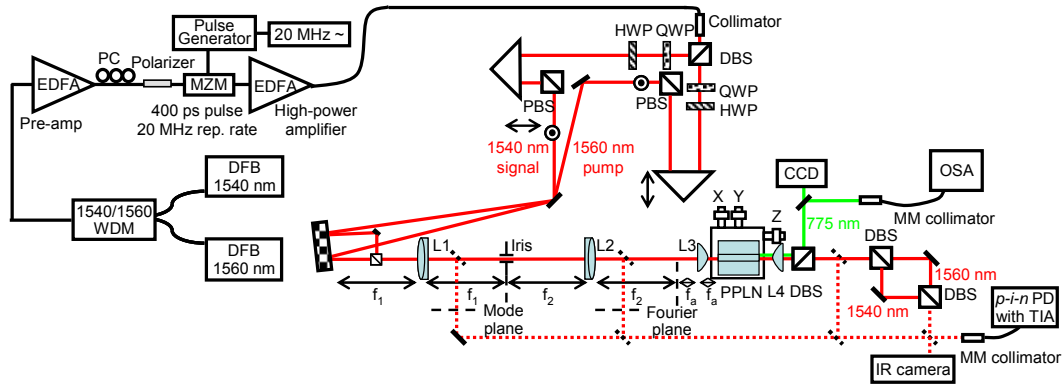 Pulse
Generator
20 MHz ~
Collimator
HWP
QWP
DBS
PC
Polarizer
EDFA
MZM
EDFA
PBS
PBS
QWP
HWP
Pre-amp
400 ps pulse
20 MHz rep. rate
High-power
amplifier
1540 nm
signal
1560 nm
pump
DFB
1540 nm
1540/1560
WDM
DFB
1560 nm
CCD
OSA
775 nm
MM collimator
X
Y
Z
L1
Iris
L2
L3
DBS
PPLN
L4
DBS
1560 nm
DBS
1540 nm
f1
f1
f2
f2
fa
fa
Mode
plane
Fourier
plane
p-i-n PD
with TIA
MM collimator
IR camera